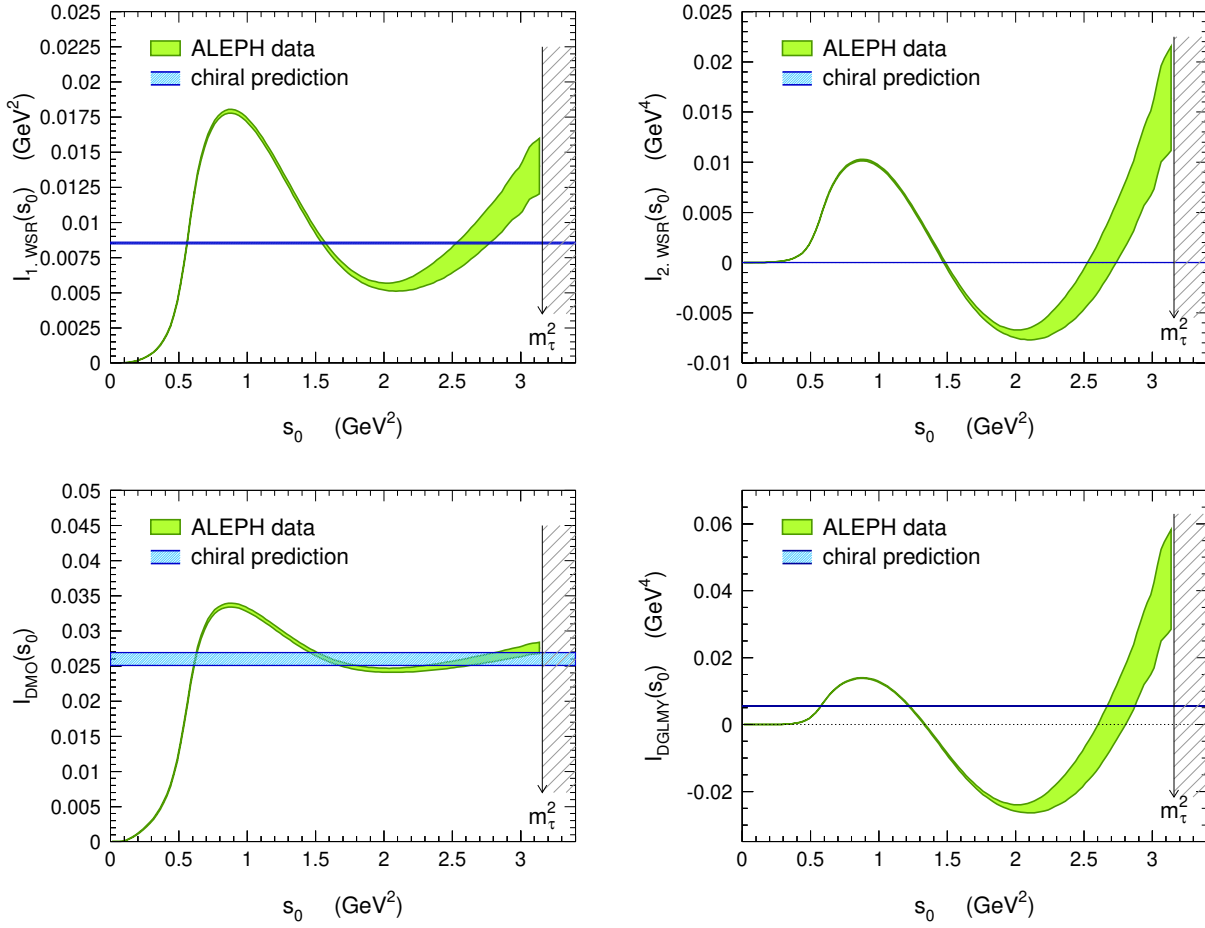 0.025
0.0225
0.02
0.0175
0.015
0.0125
0.01
0.0075
0.005
0.0025
0
I1. WSR(s0) (GeV2)
ALEPH data
chiral prediction
mτ2
0 0.5 1 1.5 2 2.5 3
s0 (GeV2)
0.025
0.02
0.015
0.01
0.005
0
-0.005
-0.01
I2. WSR(s0) (GeV4)
ALEPH data
chiral prediction
mτ2
0 0.5 1 1.5 2 2.5 3
s0 (GeV2)
0.05
0.045
0.04
0.035
0.03
0.025
0.02
0.015
0.01
0.005
0
IDMO(s0)
ALEPH data
chiral prediction
mτ2
0 0.5 1 1.5 2 2.5 3
s0 (GeV2)
0.06
0.04
0.02
0
-0.02
IDGLMY(s0) (GeV4)
ALEPH data
chiral prediction
mτ2
0 0.5 1 1.5 2 2.5 3
s0 (GeV2)